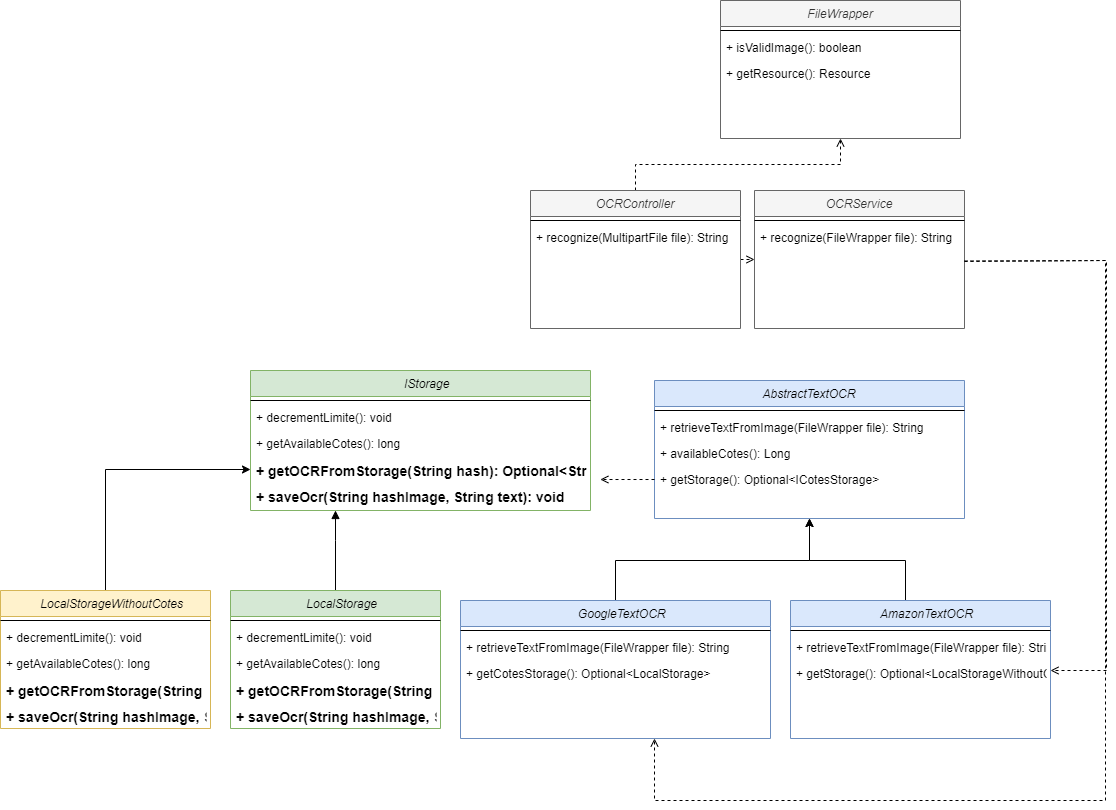 FileWrapper
+ isValidImage(): boolean
+ getResource(): Resource
OCRController
+ recognize(MultipartFile file): String
OCRService
+ recognize(FileWrapper file): String
IStorage
+ decrementLimite(): void
+ getAvailableCotes(): long
+ getOCRFromStorage(String hash): Optional<Str
+ saveOcr(String hashImage, String text): void
AbstractTextOCR
+ retrieveTextFromImage(FileWrapper file): String
+ availableCotes(): Long
+ getStorage(): Optional<ICotesStorage>
LocalStorageWithoutCotes
+ decrementLimite(): void
+ getAvailableCotes(): long
+ getOCRFromStorage(String
+ saveOcr(String hashImage,
LocalStorage
+ decrementLimite(): void
+ getAvailableCotes(): long
+ getOCRFromStorage(String
+ saveOcr(String hashImage,
GoogleTextOCR
+ retrieveTextFromImage(FileWrapper file): String
+ getCotesStorage(): Optional<LocalStorage>
AmazonTextOCR
+ retrieveTextFromImage(FileWrapper file): Stri
+ getStorage(): Optional<LocalStorageWithout